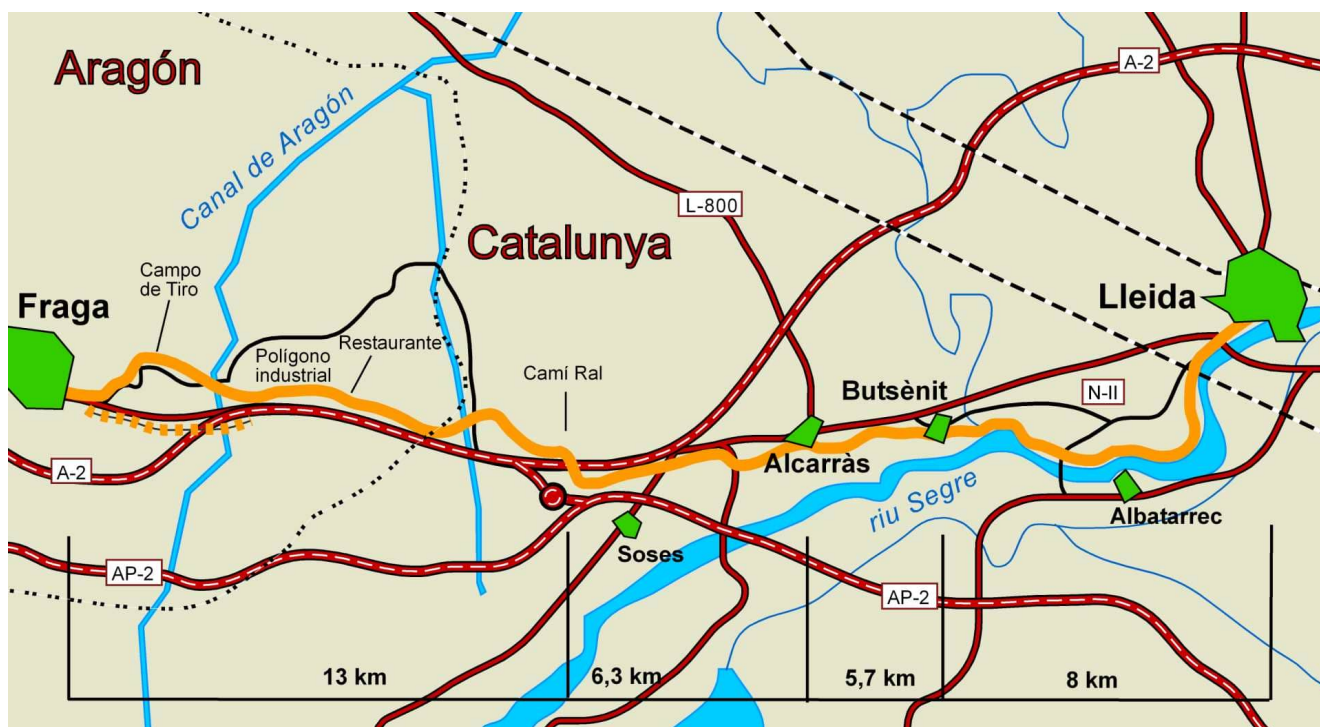 Aragón
Canal de Aragón
A-2
L-800
Catalunya
Campo
de Tiro
Fraga
Lleida
Polígono
industrial
Restaurante
Camí Ral
Butsènit
N-II
Alcarràs
A-2
riu Segre
Albatarrec
Soses
AP-2
AP-2
13 km
6,3 km
5,7 km
8 km